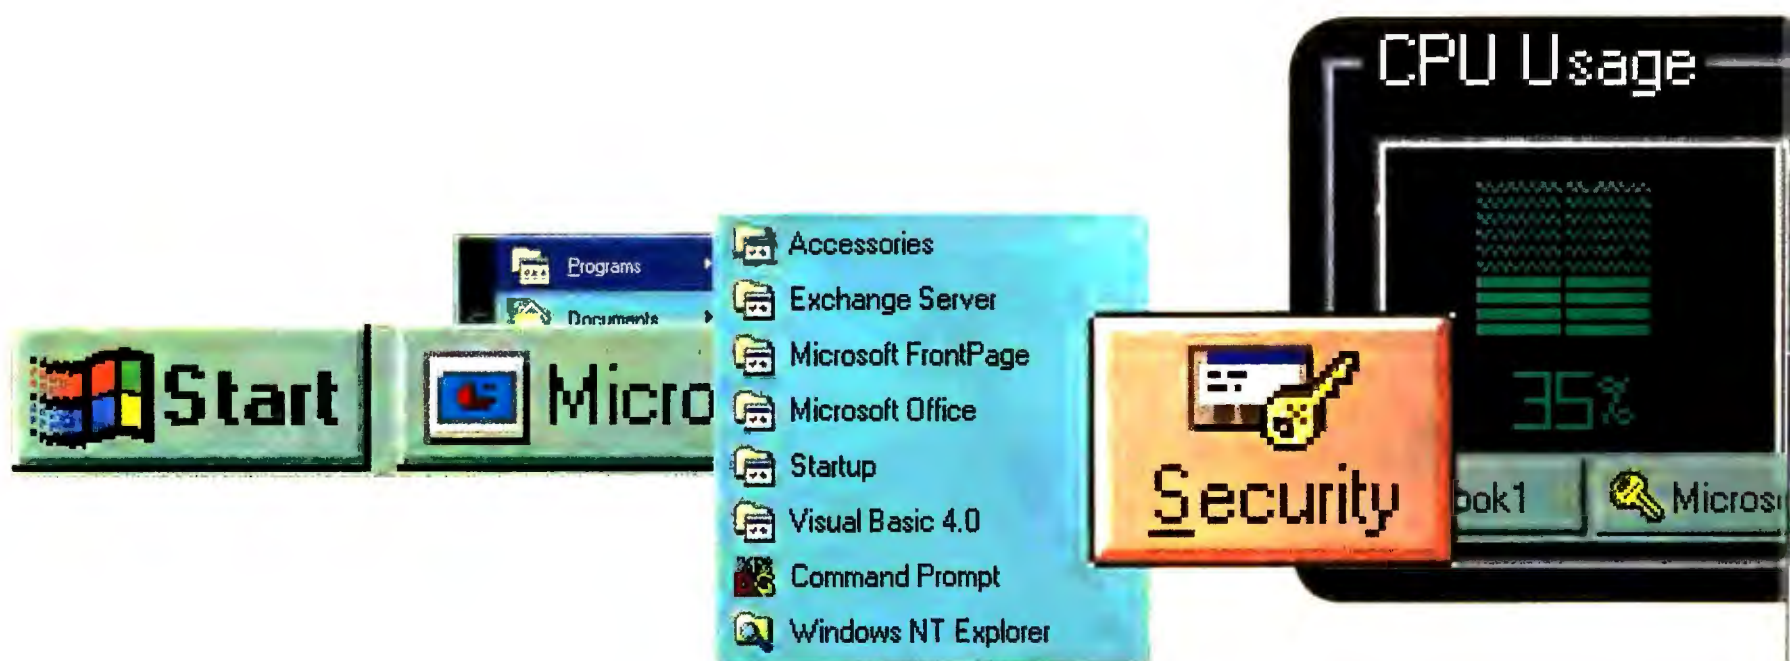 CPU Usage
Programs
Documents
Accessories
Exchange Server
Microsoft FrontPage
Microsoft Office
Startup
Visual Basic 4.0
Command Prompt
Windows NT Explorer
Start
Micro
Security
35%
ook1
Micros